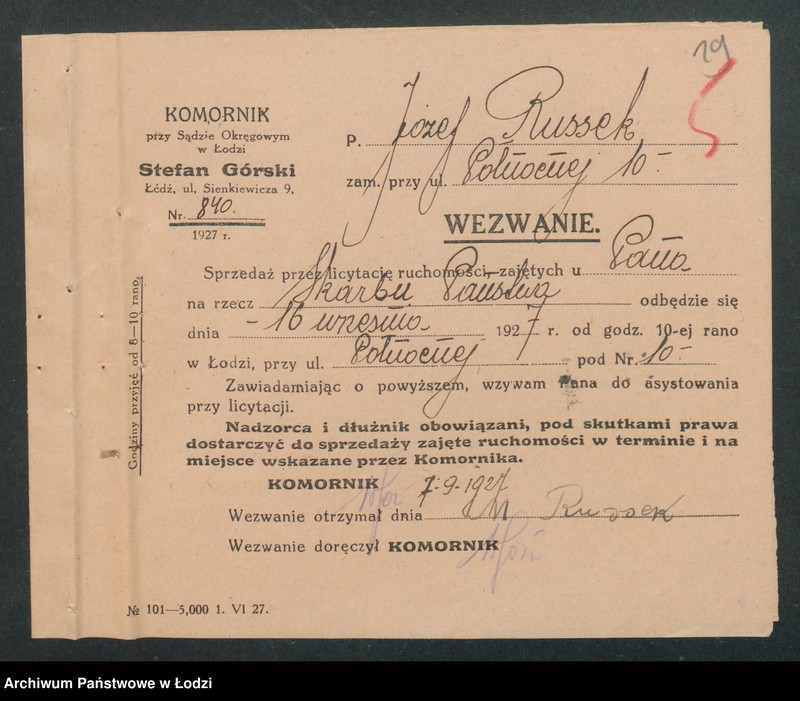 19
KOMORNIK
przy Sądzie Okręgowym
w Łodzi
Stefan Górski
Łódź, ul. Sienkiewicza 9,
Nr. 840.
1927 r.
P. Józef Russek
zam. przy ul. Północnej 10-
WEZWANIE.
Sprzedaż przez licytację ruchomości, zajętych u Pana
na rzecz Skarbu Państwa odbędzie się
dnia -16 września 1927 r. od godz. 10-ej rano
w Łodzi, przy ul. Północnej pod Nr. 10-
Zawiadamiając o powyższem, wzywam Pana do asystowania
przy licytacji.
Nadzorca i dłużnik obowiązani, pod skutkami prawa
dostarczyć do sprzedaży zajęte ruchomości w terminie i na
miejsce wskazane przez Komornika.
KOMORNIK
Wezwanie otrzymał dnia 7-9-1927 M Russek
Wezwanie doręczył KOMORNIK
Godziny przyjęć od 8—10 rano.
№ 101—5,000 1. VI 27.
Archiwum Państwowe w Łodzi